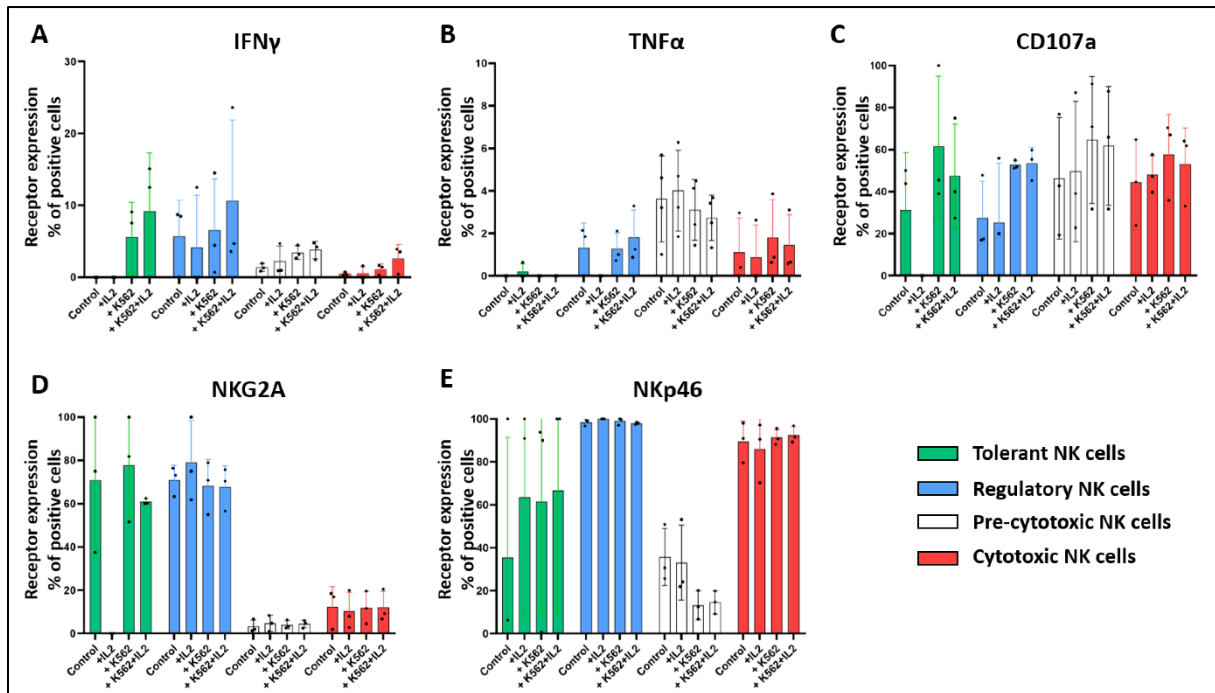 A
IFNγ
Receptor expression
% of positive cells
30
20
10
0
Control
+IL2
+ K562
+ K562+IL2
Control
+IL2
+ K562
+ K562+IL2
Control
+IL2
+ K562
+ K562+IL2
Control
+IL2
+ K562
+ K562+IL2
B
TNFα
Receptor expression
% of positive cells
10
8
6
4
2
0
Control
+IL2
+ K562
+ K562+IL2
Control
+IL2
+ K562
+ K562+IL2
Control
+IL2
+ K562
+ K562+IL2
Control
+IL2
+ K562
+ K562+IL2
C
CD107a
Receptor expression
% of positive cells
100
80
60
40
20
0
Control
+IL2
+ K562
+ K562+IL2
Control
+IL2
+ K562
+ K562+IL2
Control
+IL2
+ K562
+ K562+IL2
Control
+IL2
+ K562
+ K562+IL2
D
NKG2A
Receptor expression
% of positive cells
100
80
60
40
20
0
Control
+IL2
+ K562
+ K562+IL2
Control
+IL2
+ K562
+ K562+IL2
Control
+IL2
+ K562
+ K562+IL2
Control
+IL2
+ K562
+ K562+IL2
E
NKp46
Receptor expression
% of positive cells
100
80
60
40
20
0
Control
+IL2
+ K562
+ K562+IL2
Control
+IL2
+ K562
+ K562+IL2
Control
+IL2
+ K562
+ K562+IL2
Control
+IL2
+ K562
+ K562+IL2
Tolerant NK cells
Regulatory NK cells
Pre-cytotoxic NK cells
Cytotoxic NK cells